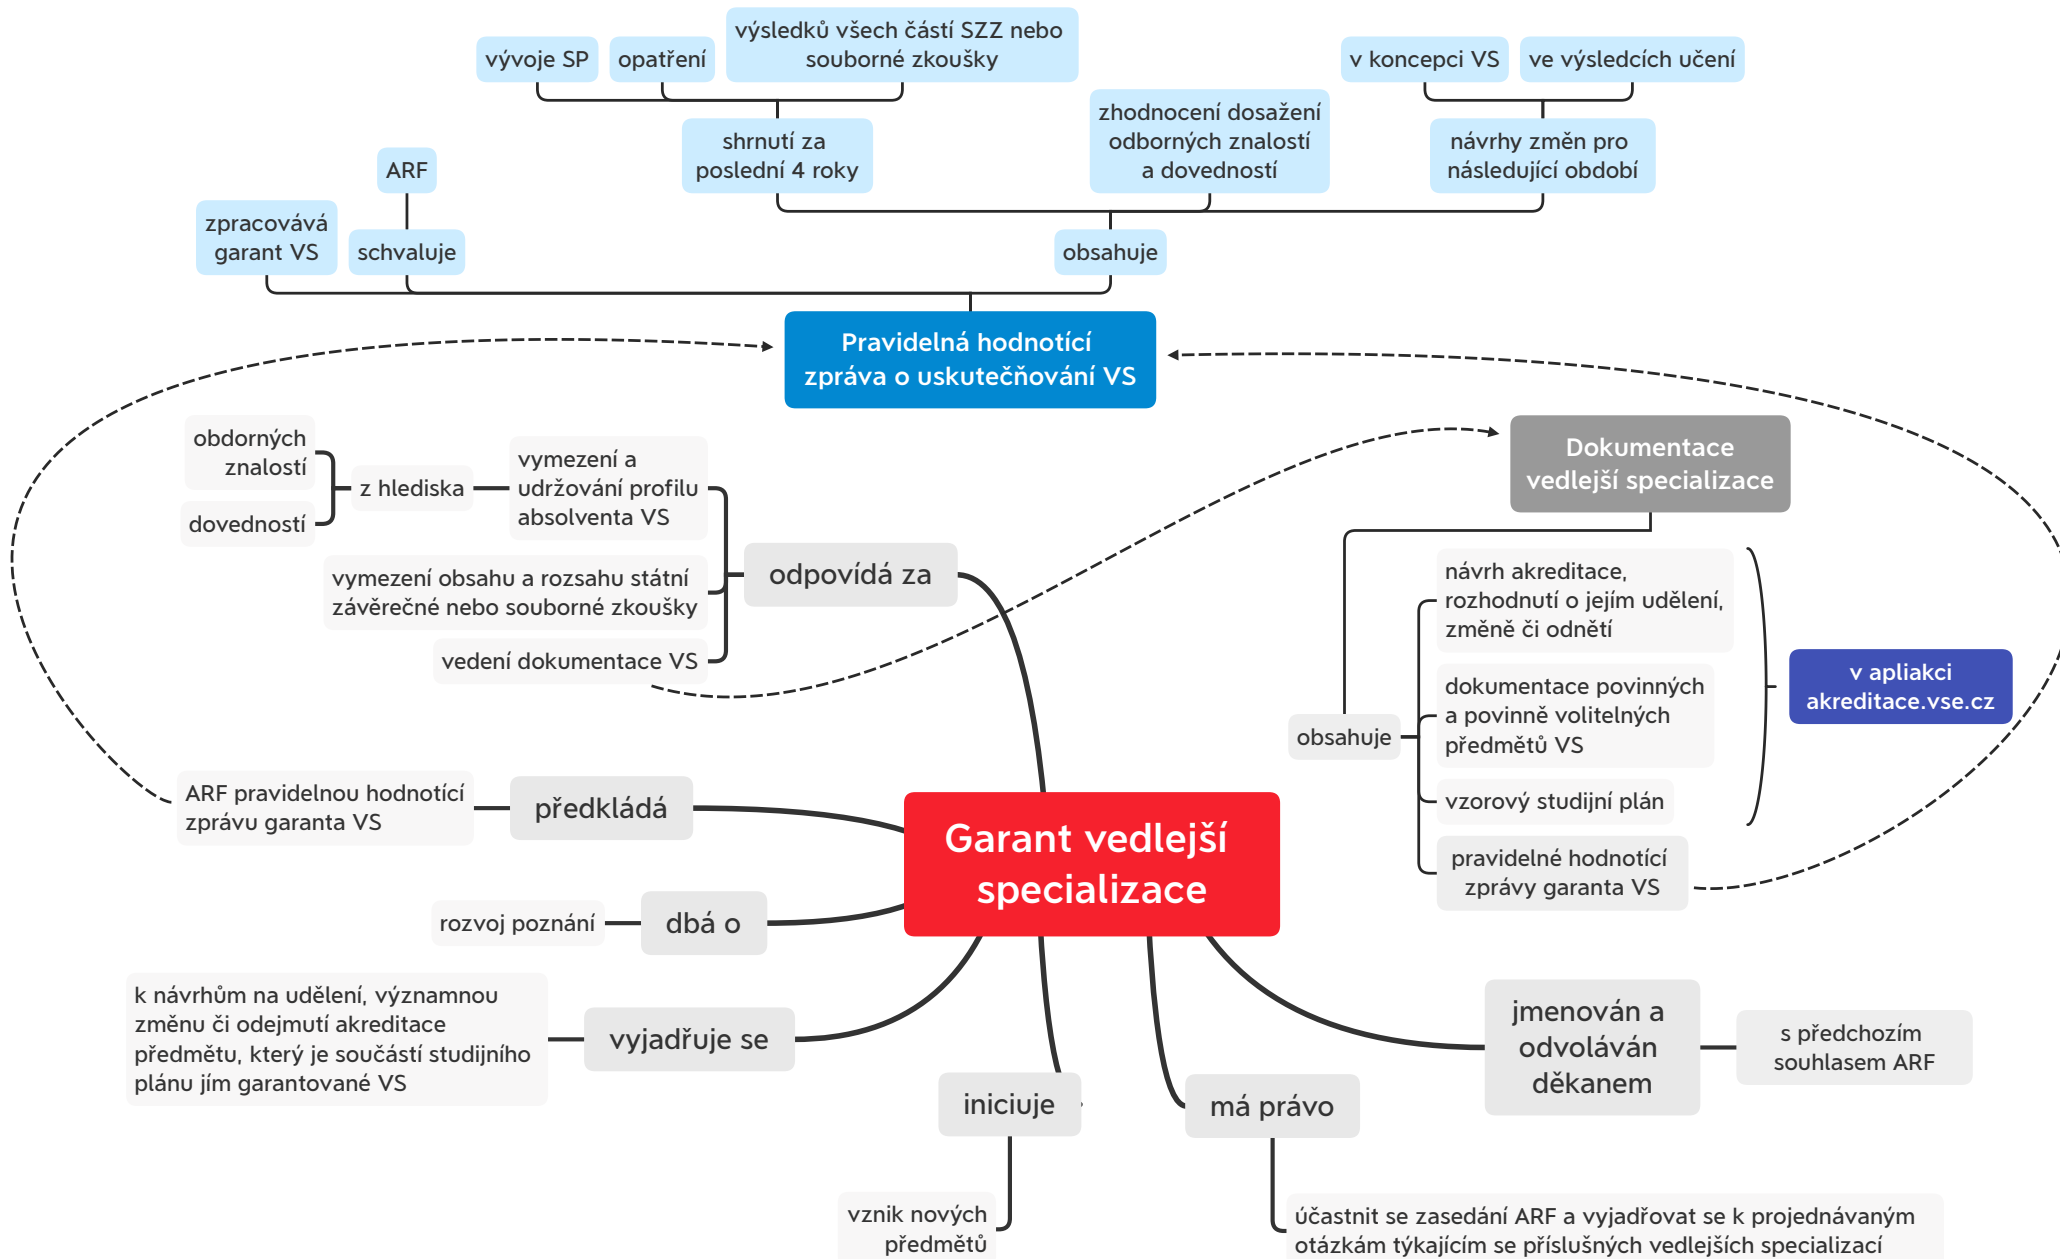 výsledků všech částí SZZ nebo
souborné zkoušky
vývoje SP
opatření
v koncepci VS
ve výsledcích učení
shrnutí za
poslední 4 roky
zhodnocení dosažení
odborných znalostí
a dovedností
návrhy změn pro
následující období
ARF
zpracovává
garant VS
schvaluje
obsahuje
Pravidelná hodnotící
zpráva o uskutečňování VS
obdorných
znalostí
dovedností
z hlediska
vymezení a
udržování profilu
absolventa VS
vymezení obsahu a rozsahu státní
závěrečné nebo souborné zkoušky
vedení dokumentace VS
odpovídá za
Dokumentace
vedlejší specializace
návrh akreditace,
rozhodnutí o jejím udělení,
změně či odnětí
dokumentace povinných
a povinně volitelných
předmětů VS
obsahuje
vzorový studijní plán
pravidelné hodnotící
zprávy garanta VS
v apliakci
akreditace.vse.cz
ARF pravidelnou hodnotící
zprávu garanta VS
předkládá
Garant vedlejší
specializace
rozvoj poznání
dbá o
k návrhům na udělení, významnou
změnu či odejmutí akreditace
předmětu, který je součástí studijního
plánu jím garantované VS
vyjadřuje se
iniciuje
vznik nových
předmětů
má právo
účastnit se zasedání ARF a vyjadřovat se k projednávaným
otázkám týkajícím se příslušných vedlejších specializací
jmenován a
odvoláván
děkanem
s předchozím
souhlasem ARF